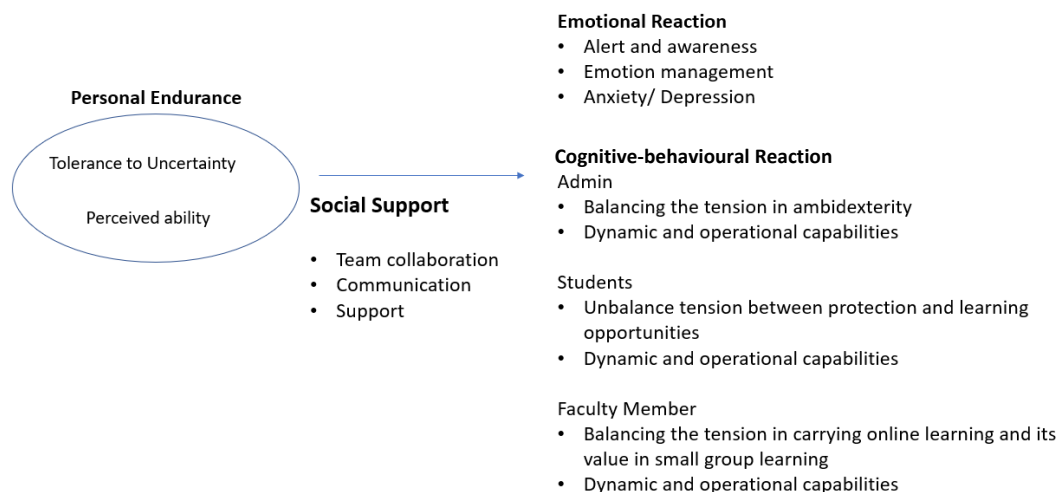 Personal Endurance
Tolerance to Uncertainty
Perceived ability
Social Support
• Team collaboration
• Communication
• Support
Emotional Reaction
• Alert and awareness
• Emotion management
• Anxiety/ Depression
Cognitive-behavioural Reaction
Admin
• Balancing the tension in ambidexterity
• Dynamic and operational capabilities
Students
• Unbalance tension between protection and learning
opportunities
• Dynamic and operational capabilities
Faculty Member
• Balancing the tension in carrying online learning and its
value in small group learning
• Dynamic and operational capabilities